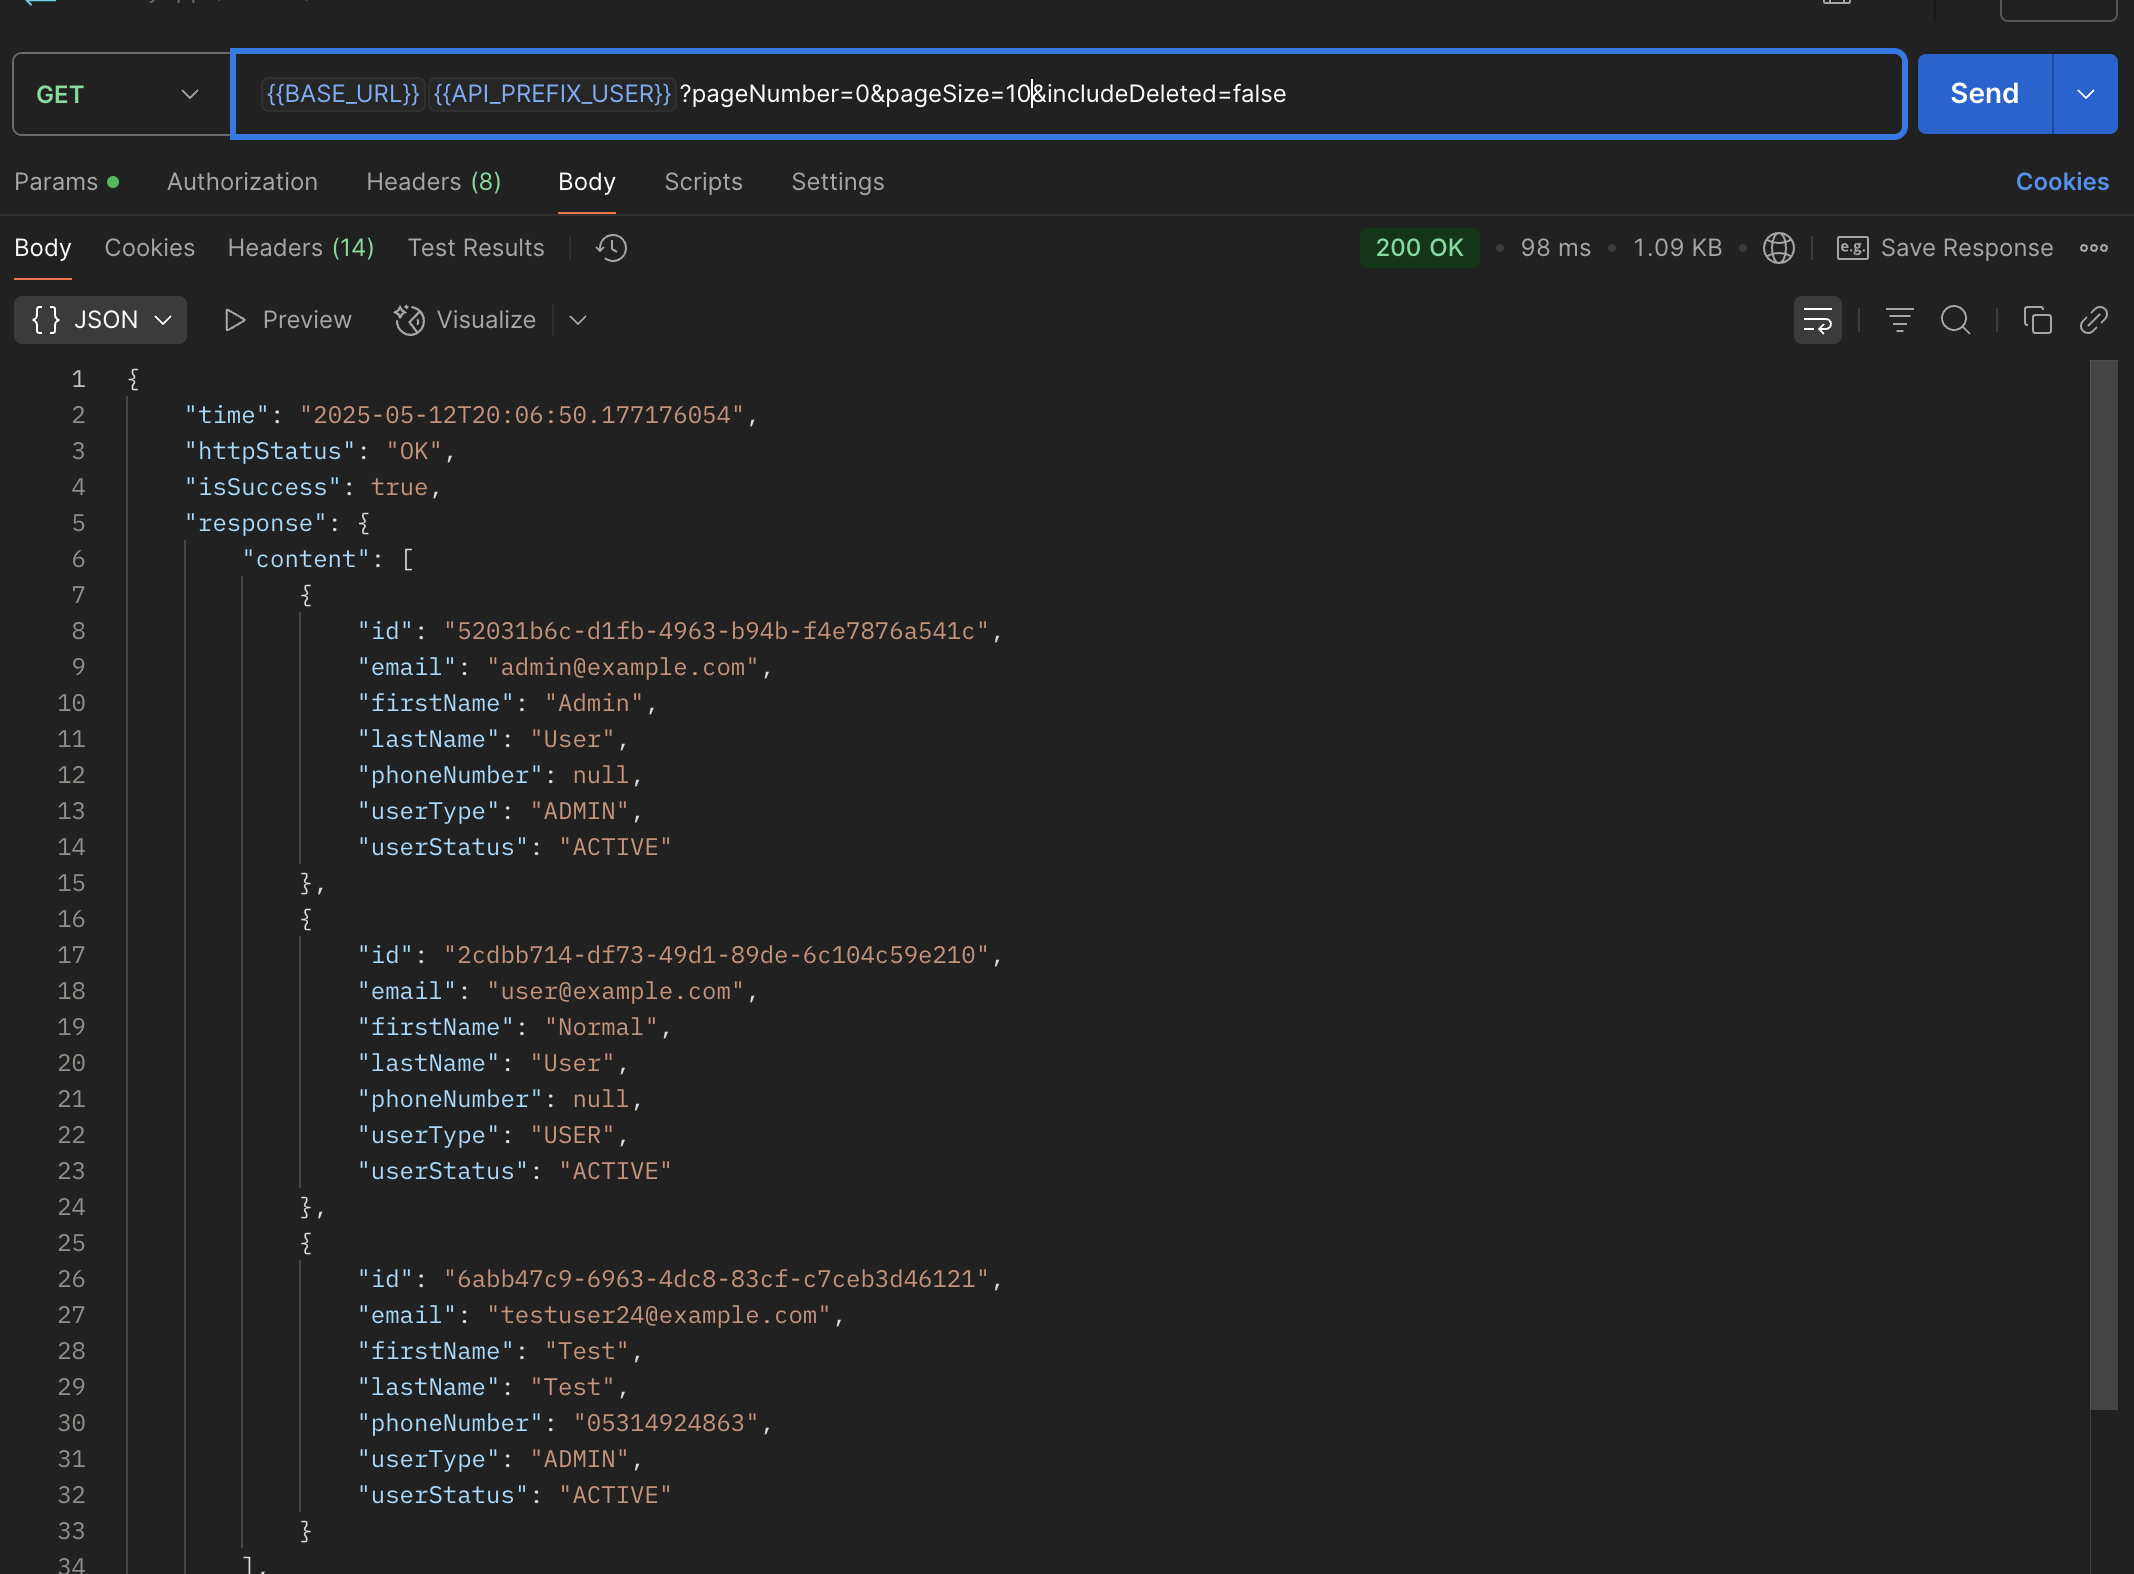 GET {{BASE_URL}} {{API_PREFIX_USER}} ?pageNumber=0&pageSize=10&includeDeleted=false Send
Params Authorization Headers (8) Body Scripts Settings Cookies
Body Cookies Headers (14) Test Results 200 OK 98 ms 1.09 KB e.g. Save Response
{} JSON Preview Visualize
1 {
2 "time": "2025-05-12T20:06:50.177176054",
3 "httpStatus": "OK",
4 "isSuccess": true,
5 "response": {
6 "content": [
7 {
8 "id": "52031b6c-d1fb-4963-b94b-f4e7876a541c",
9 "email": "admin@example.com",
10 "firstName": "Admin",
11 "lastName": "User",
12 "phoneNumber": null,
13 "userType": "ADMIN",
14 "userStatus": "ACTIVE"
15 },
16 {
17 "id": "2cdbb714-df73-49d1-89de-6c104c59e210",
18 "email": "user@example.com",
19 "firstName": "Normal",
20 "lastName": "User",
21 "phoneNumber": null,
22 "userType": "USER",
23 "userStatus": "ACTIVE"
24 },
25 {
26 "id": "6abb47c9-6963-4dc8-83cf-c7ceb3d46121",
27 "email": "testuser24@example.com",
28 "firstName": "Test",
29 "lastName": "Test",
30 "phoneNumber": "05314924863",
31 "userType": "ADMIN",
32 "userStatus": "ACTIVE"
33 }
34 ],